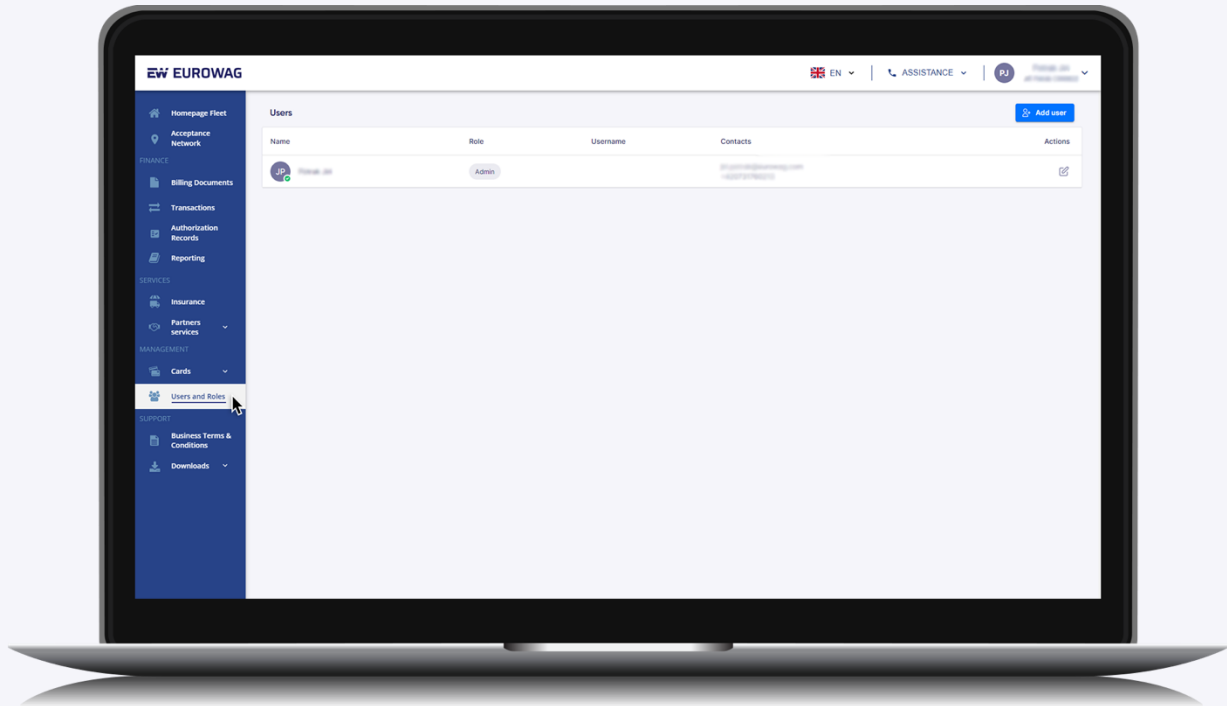 EW EUROWAG
EN
ASSISTANCE
PJ
Homepage Fleet
Acceptance
Network
FINANCE
Billing Documents
Transactions
Authorization
Records
Reporting
SERVICES
Insurance
Partners
services
MANAGEMENT
Cards
Users and Roles
SUPPORT
Business Terms &
Conditions
Downloads
Users
Add user
Name Role Username Contacts Actions
JP Admin